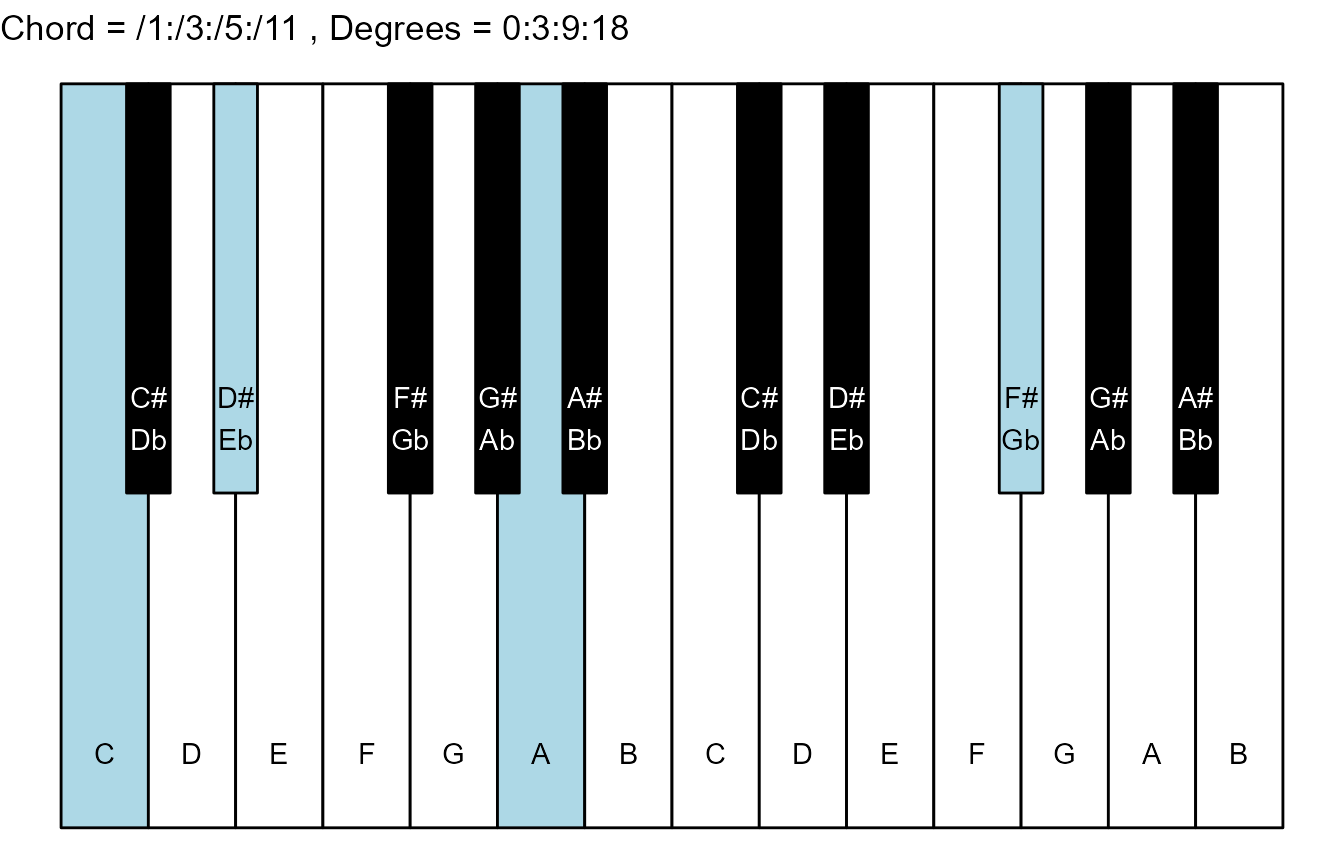 Chord = /1:/3:/5:/11 , Degrees = 0:3:9:18
C# D# F# G# A# C# D# F# G# A#
Db Eb Gb Ab Bb Db Eb Gb Ab Bb
C D E F G A B C D E F G A B